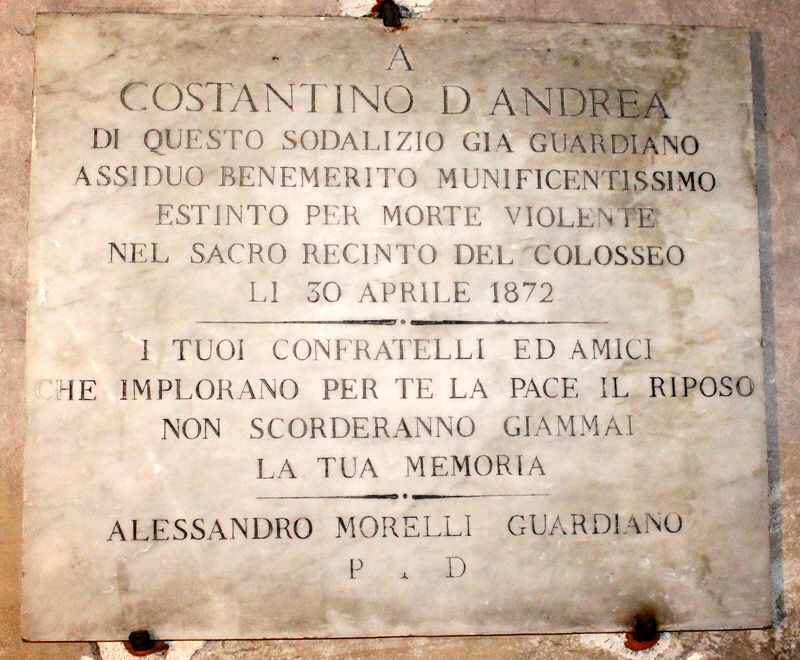 A
COSTANTINO D ANDREA
DI QUESTO SODALIZIO GIA GUARDIANO
ASSIDUO BENEMERITO MUNIFICENTISSIMO
ESTINTO PER MORTE VIOLENTE
NEL SACRO RECINTO DEL COLOSSEO
LI 30 APRILE 1872
I TUOI CONFRATELLI ED AMICI
CHE IMPLORANO PER TE LA PACE IL RIPOSO
NON SCORDERANNO GIAMMAI
LA TUA MEMORIA
ALESSANDRO MORELLI GUARDIANO
P . D